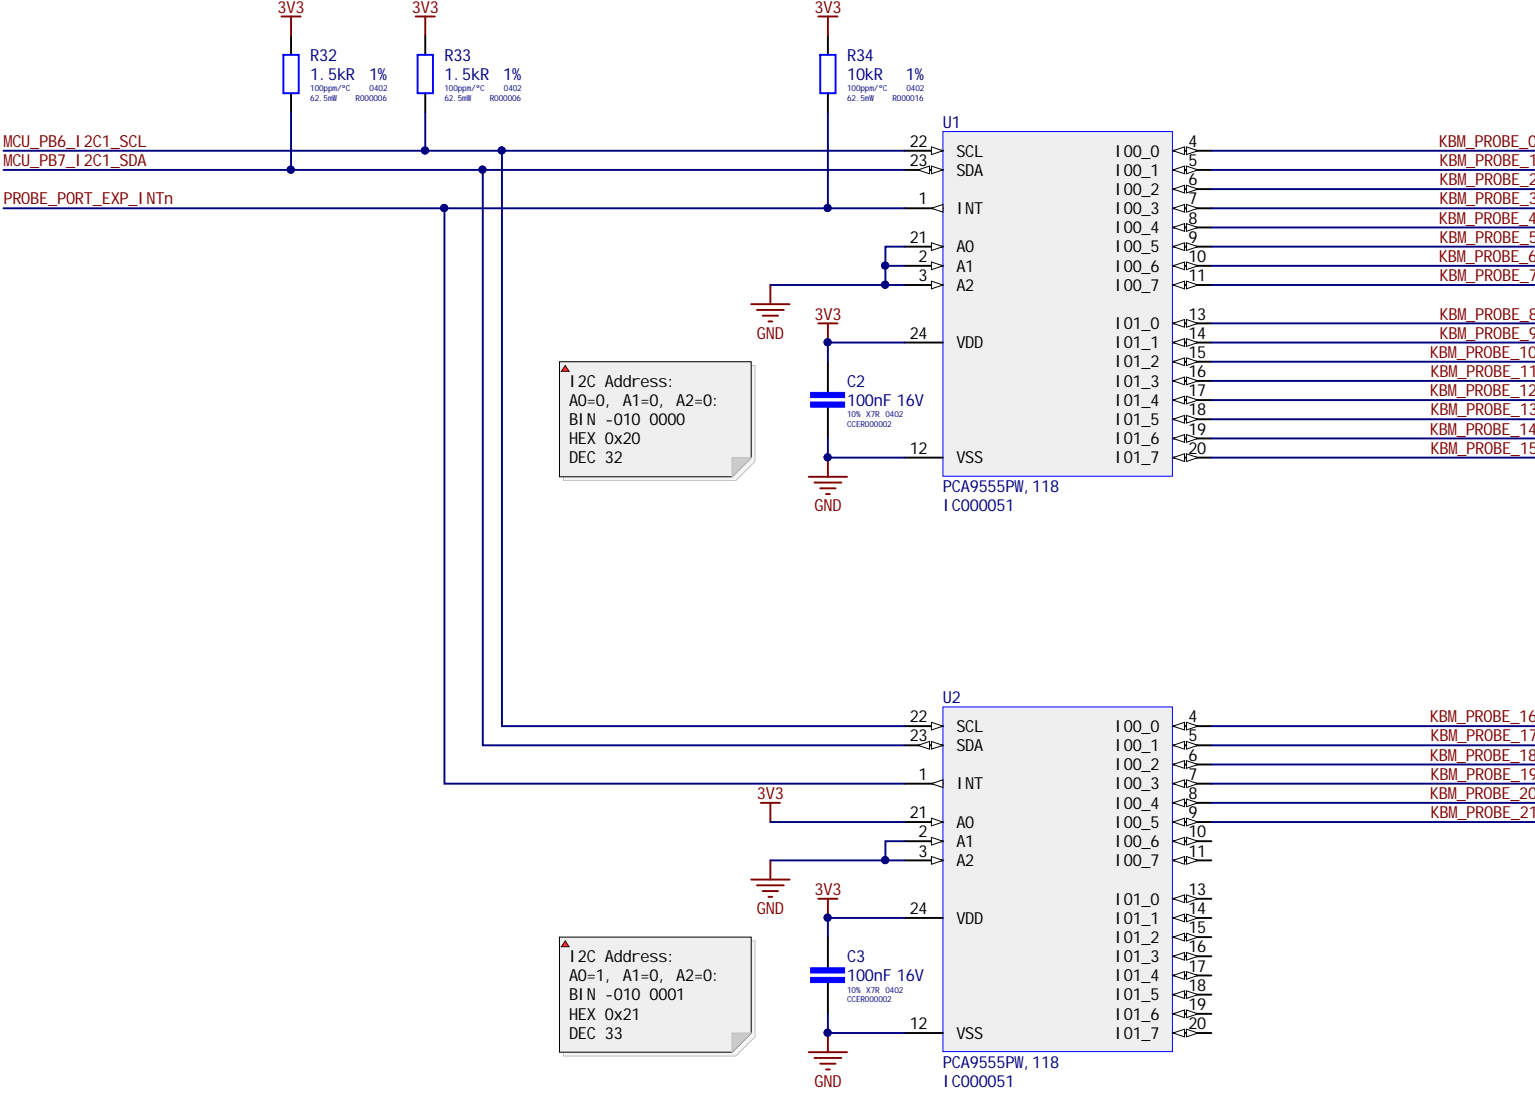 3V3
3V3
3V3
R32
1.5kR 1%
100ppm/°C 0402
62.5mW R000006
R33
1.5kR 1%
100ppm/°C 0402
62.5mW R000006
R34
10kR 1%
100ppm/°C 0402
62.5mW R000016
MCU_PB6_I2C1_SCL
MCU_PB7_I2C1_SDA
PROBE_PORT_EXP_INTn
U1
22 SCL
23 SDA
1 INT
21 A0
2 A1
3 A2
24 VDD
12 VSS
IO0_0 4 KBM_PROBE_0
IO0_1 5 KBM_PROBE_1
IO0_2 6 KBM_PROBE_2
IO0_3 7 KBM_PROBE_3
IO0_4 8 KBM_PROBE_4
IO0_5 9 KBM_PROBE_5
IO0_6 10 KBM_PROBE_6
IO0_7 11 KBM_PROBE_7
IO1_0 13 KBM_PROBE_8
IO1_1 14 KBM_PROBE_9
IO1_2 15 KBM_PROBE_10
IO1_3 16 KBM_PROBE_11
IO1_4 17 KBM_PROBE_12
IO1_5 18 KBM_PROBE_13
IO1_6 19 KBM_PROBE_14
IO1_7 20 KBM_PROBE_15
PCA9555PW,118
IC000051
GND
3V3
C2
100nF 16V
10% X7R 0402
CCER000002
GND
I2C Address:
A0=0, A1=0, A2=0:
BIN -010 0000
HEX 0x20
DEC 32
U2
22 SCL
23 SDA
1 INT
21 A0
2 A1
3 A2
24 VDD
12 VSS
IO0_0 4 KBM_PROBE_16
IO0_1 5 KBM_PROBE_17
IO0_2 6 KBM_PROBE_18
IO0_3 7 KBM_PROBE_19
IO0_4 8 KBM_PROBE_20
IO0_5 9 KBM_PROBE_21
IO0_6 10
IO0_7 11
IO1_0 13
IO1_1 14
IO1_2 15
IO1_3 16
IO1_4 17
IO1_5 18
IO1_6 19
IO1_7 20
PCA9555PW,118
IC000051
3V3
GND
3V3
C3
100nF 16V
10% X7R 0402
CCER000002
GND
I2C Address:
A0=1, A1=0, A2=0:
BIN -010 0001
HEX 0x21
DEC 33